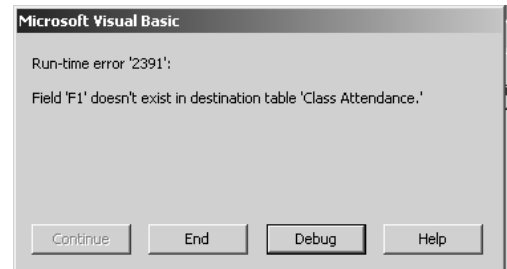 Microsoft Visual Basic
Run-time error '2391':
Field 'F1' doesn't exist in destination table 'Class Attendance.'
Continue
End
Debug
Help